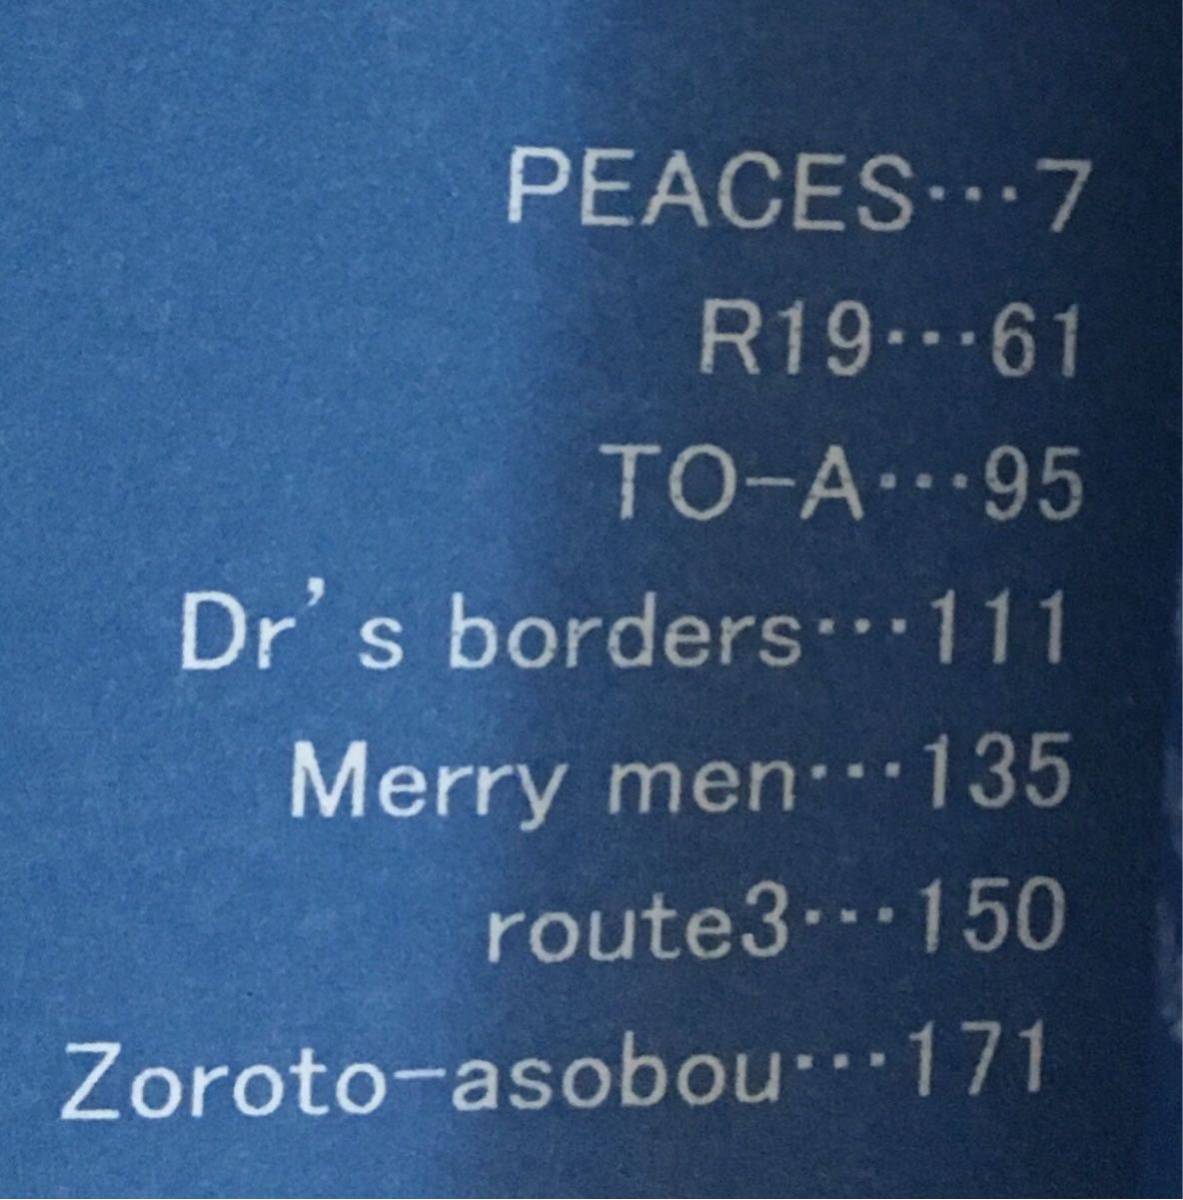 PEACES…7
R19…61
TO-A…95
Dr's borders…111
Merry men…135
route3…150
Zoroto-asobou…171